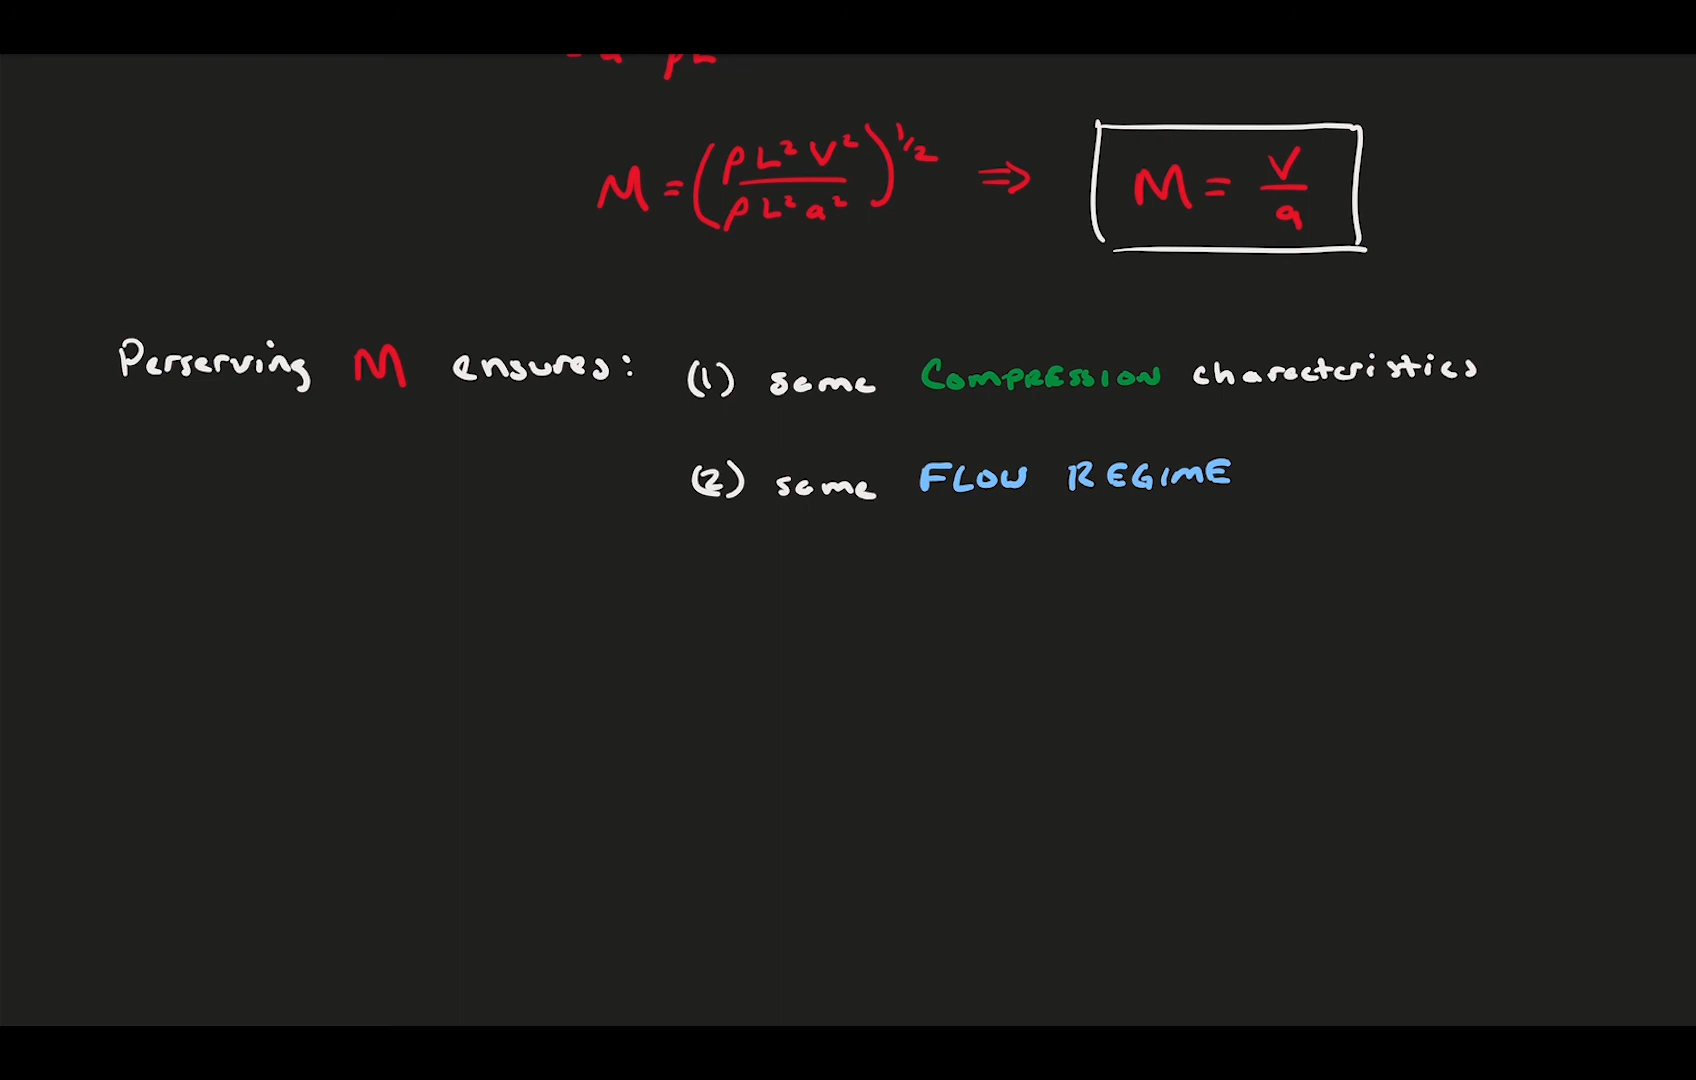 M = (ρL²V² / ρL²a²)^1/2 ⇒ M = V/a
Perserving M ensures: (1) same COMPRESSION characteristics
(2) same FLOW REGIME